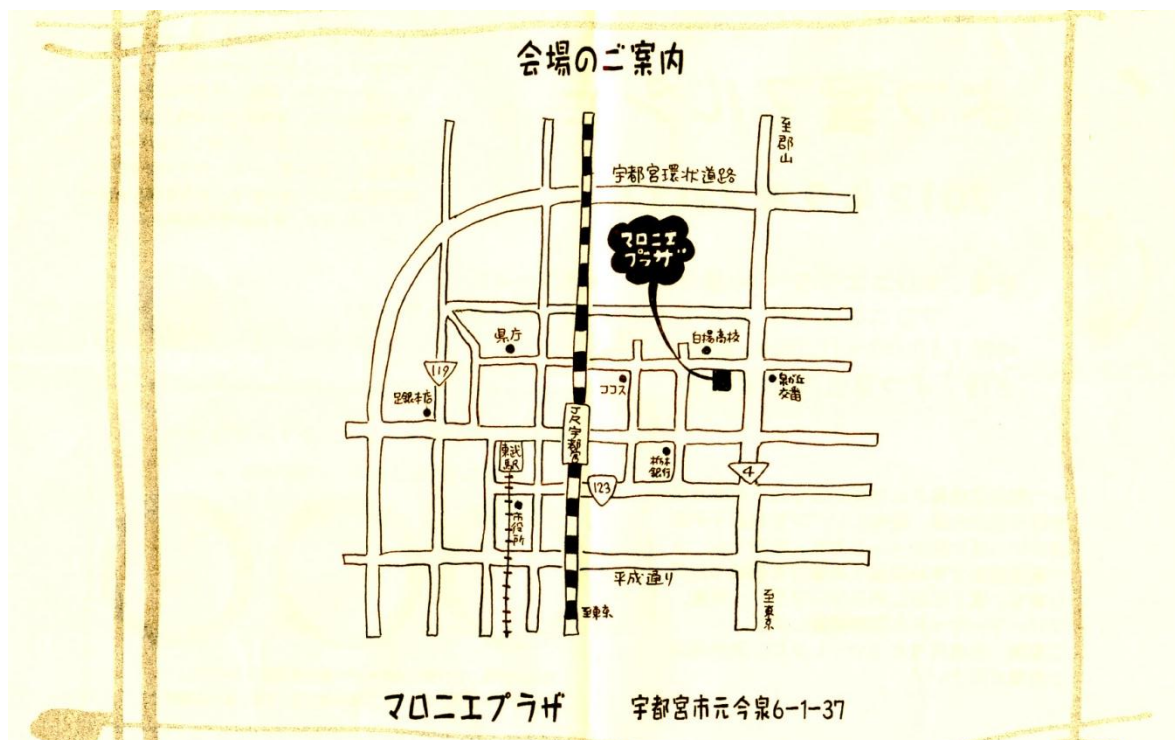 会場のご案内
至郡山
宇都宮環状道路
マロニエ
プラザ
県庁
白楊高校
119
ココス
泉が丘
交番
足銀本店
JR宇都宮
東武
駅
栃木
銀行
4
123
市役所
平成通り
至東京
至東京
マロニエプラザ
宇都宮市元今泉6-1-37